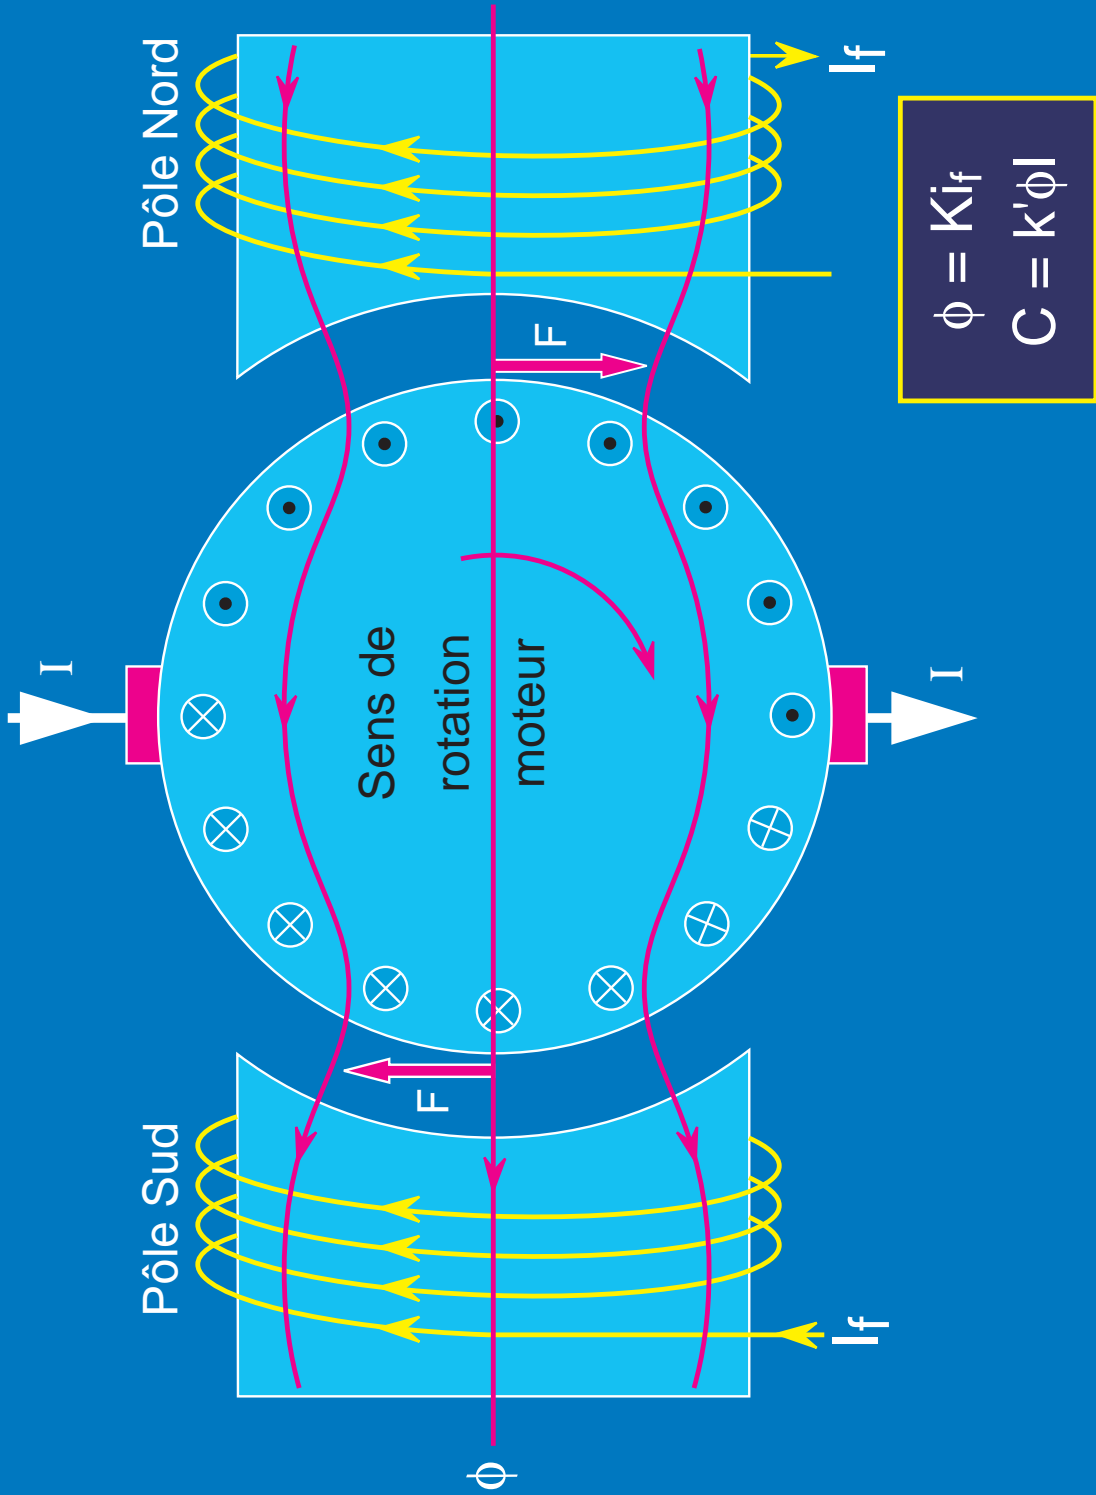 I
Pôle Sud
Pôle Nord
Sens de
rotation
moteur
F
F
ϕ
If
If
I
ϕ = Kif
C = k'ϕI